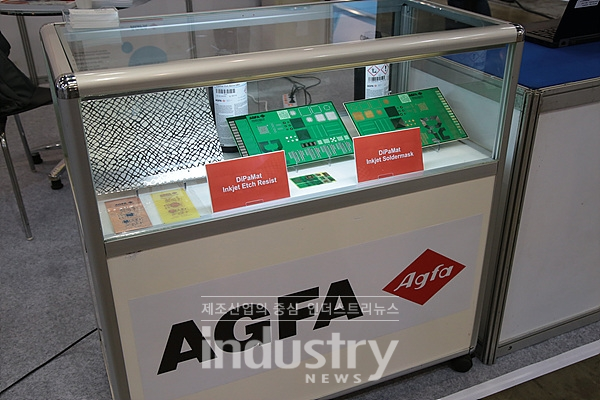 DiPaMat
Inkjet Etch Resist
DiPaMat
Inkjet Soldermask
AGFA
Agfa
제조산업의 중심 인더스트리뉴스
industry
NEWS